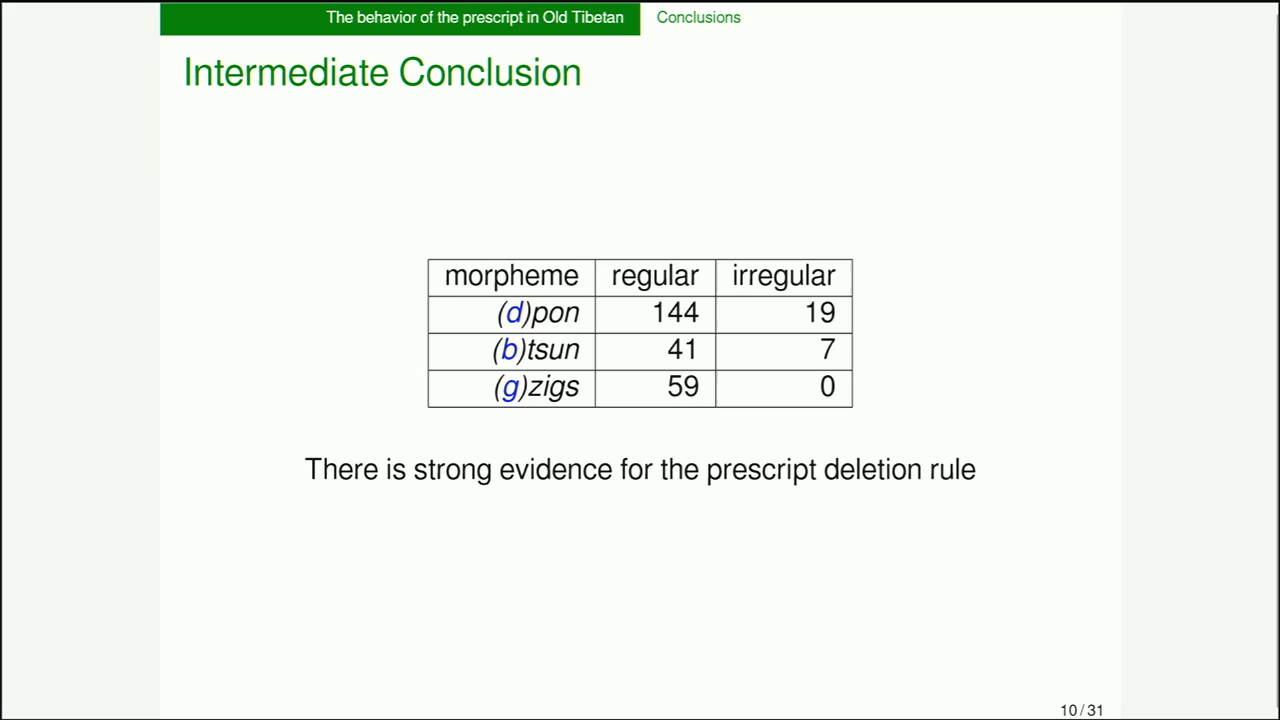 The behavior of the prescript in Old Tibetan Conclusions
Intermediate Conclusion
morpheme regular irregular
(d)pon 144 19
(b)tsun 41 7
(g)zigs 59 0
There is strong evidence for the prescript deletion rule
10 / 31